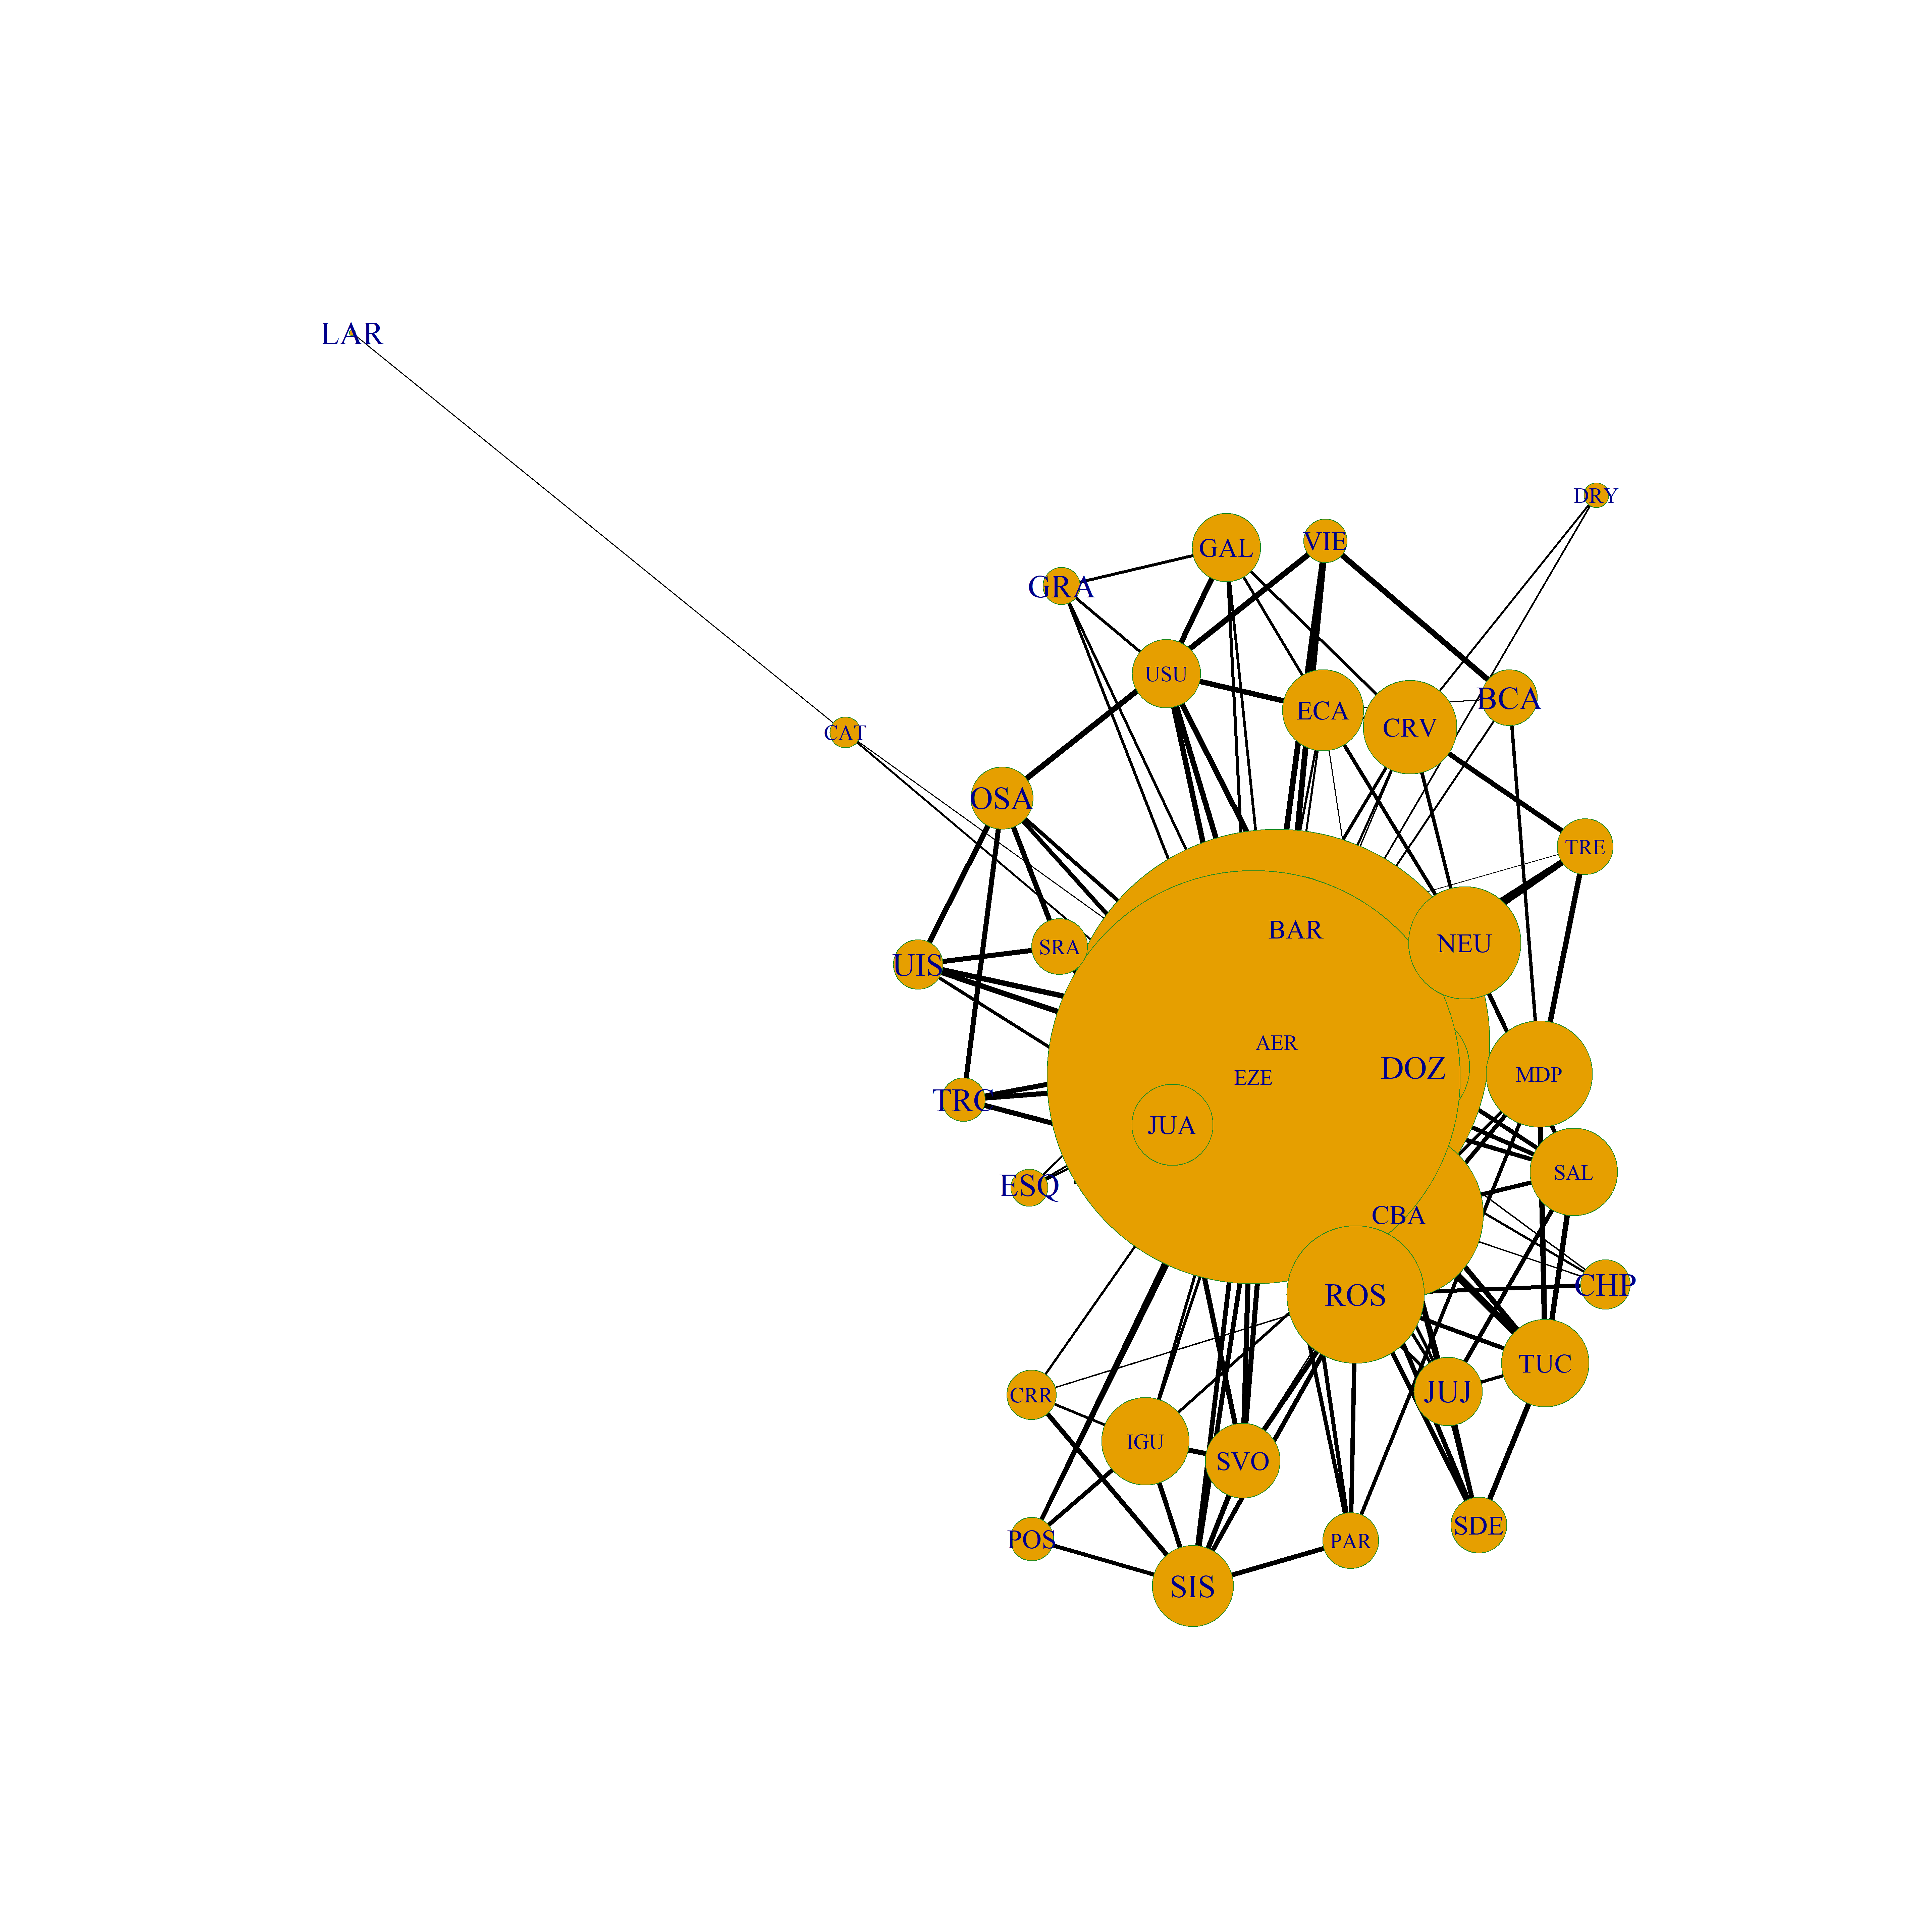 LAR
DRY
VIE
GAL
GRA
USU
BCA
ECA
CRV
CAT
OSA
TRE
BAR
NEU
SRA
UIS
AER
DOZ
MDP
EZE
TRC
JUA
SAL
ESQ
CBA
CHP
ROS
TUC
JUJ
CRR
IGU
SVO
SDE
POS
PAR
SIS